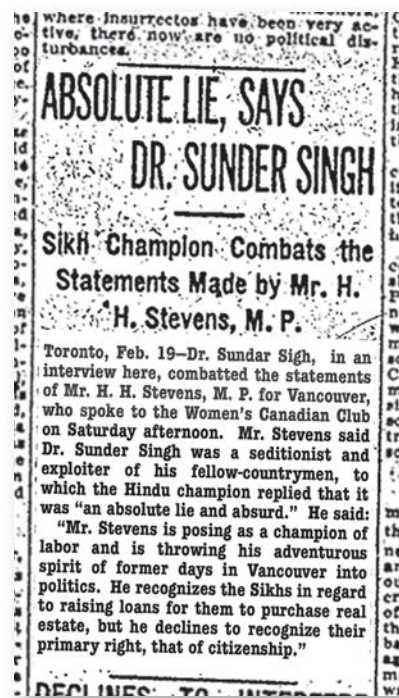 where Insurrectos have been very ac-
tive, there now are no political dis-
turbances.
ABSOLUTE LIE, SAYS
DR. SUNDER SINGH
Sikh Champion Combats the
Statements Made by Mr. H.
H. Stevens, M. P.
Toronto, Feb. 19–Dr. Sundar Sigh, in an
interview here, combatted the statements
of Mr. H. H. Stevens, M. P. for Vancouver,
who spoke to the Women's Canadian Club
on Saturday afternoon. Mr. Stevens said
Dr. Sunder Singh was a seditionist and
exploiter of his fellow-countrymen, to
which the Hindu champion replied that it
was “an absolute lie and absurd.” He said:
“Mr. Stevens is posing as a champion of
labor and is throwing his adventurous
spirit of former days in Vancouver into
politics. He recognizes the Sikhs in regard
to raising loans for them to purchase real
estate, but he declines to recognize their
primary right, that of citizenship.”
DECLINES TO